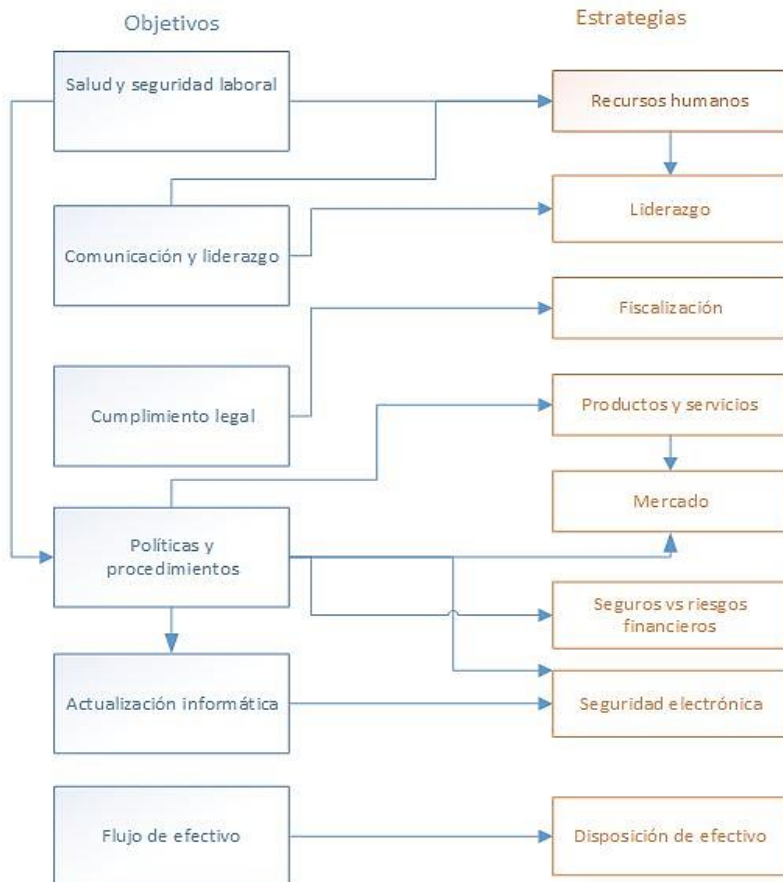 Objetivos
Estrategias
Salud y seguridad laboral
Recursos humanos
Comunicación y liderazgo
Liderazgo
Fiscalización
Cumplimiento legal
Productos y servicios
Mercado
Políticas y
procedimientos
Seguros vs riesgos
financieros
Actualización informática
Seguridad electrónica
Flujo de efectivo
Disposición de efectivo